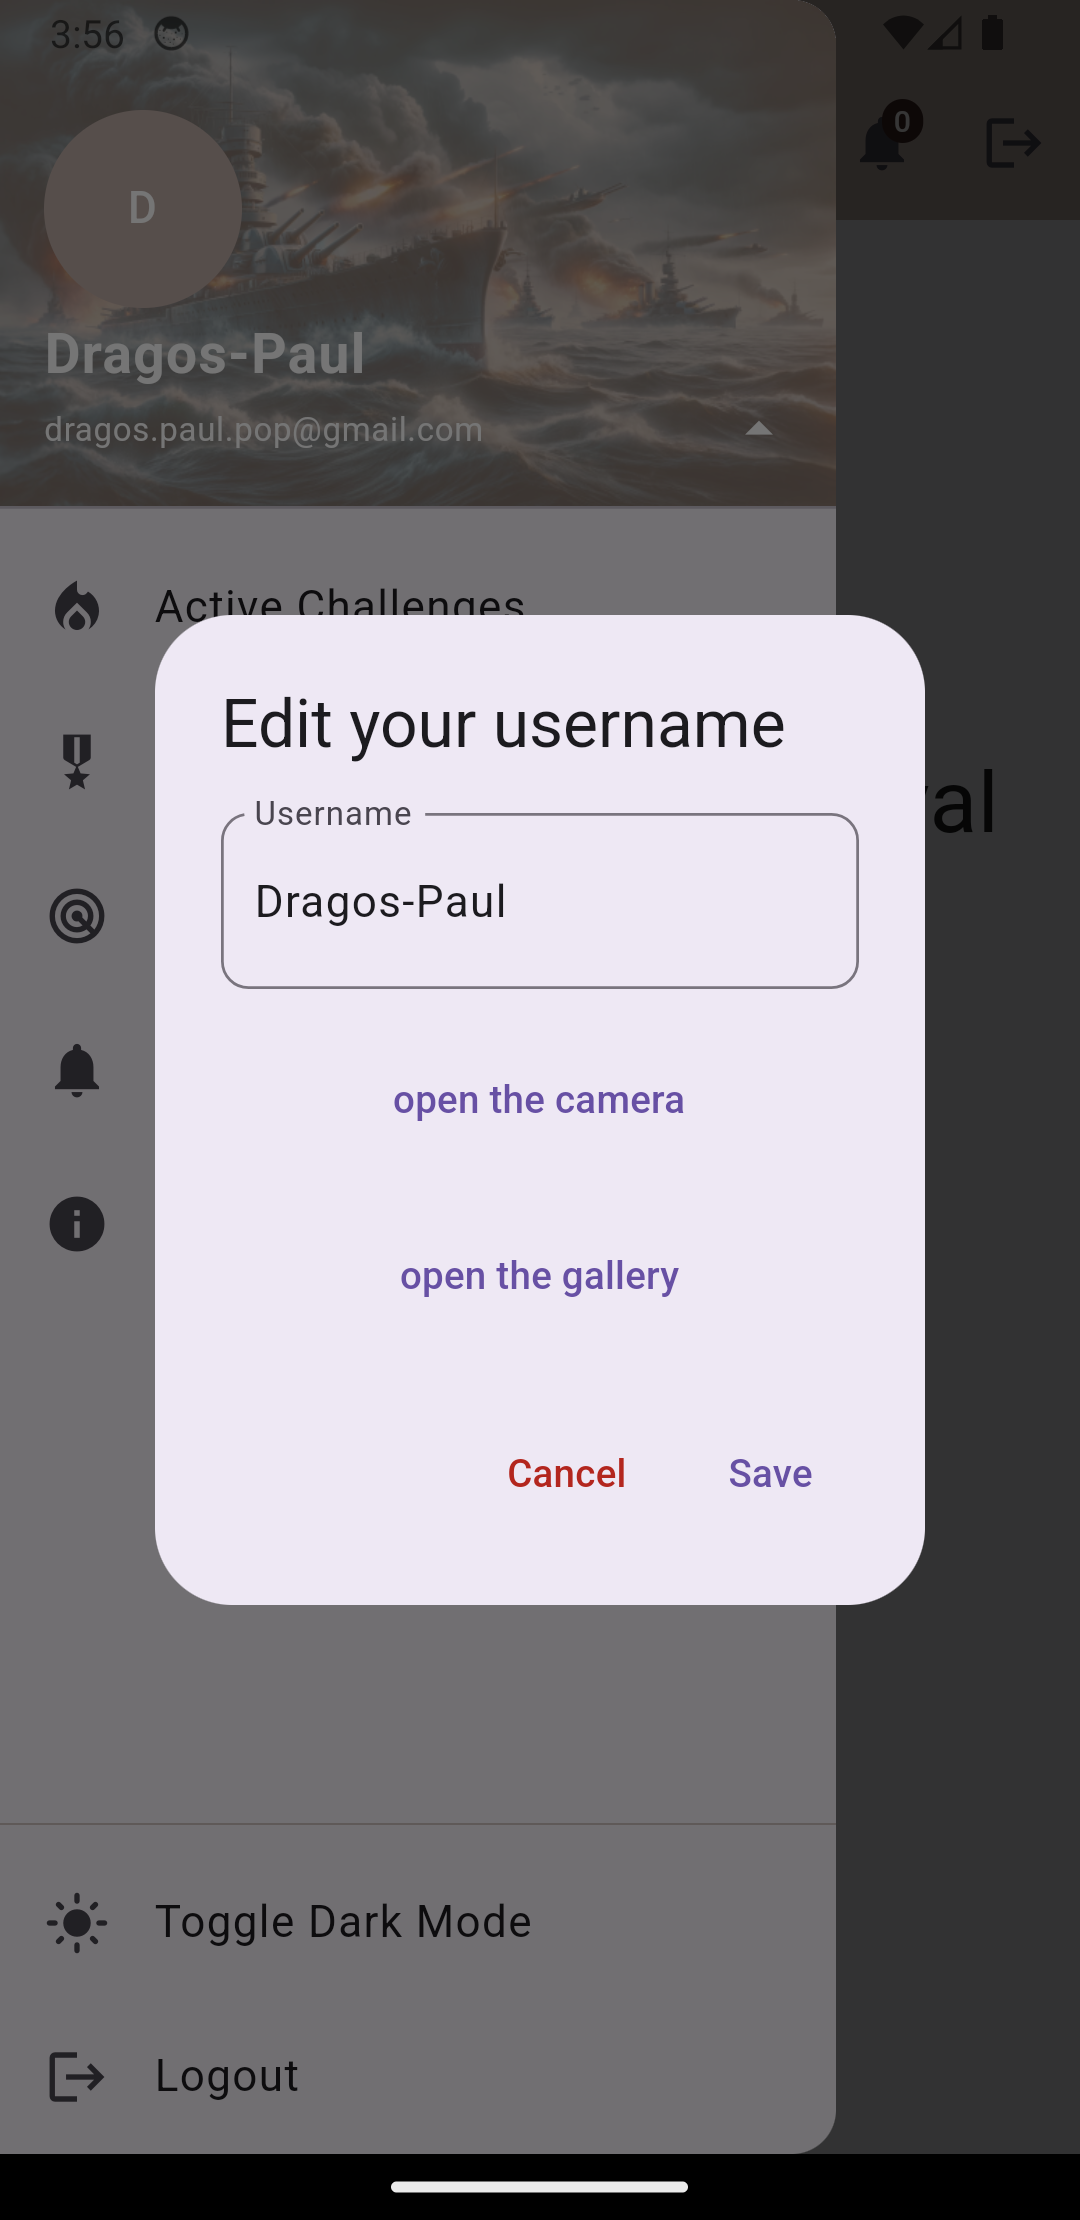 3:56
0
D
Dragos-Paul
dragos.paul.pop@gmail.com
Active Challenges
Edit your username
Username
val
Dragos-Paul
open the camera
open the gallery
Cancel
Save
Toggle Dark Mode
Logout